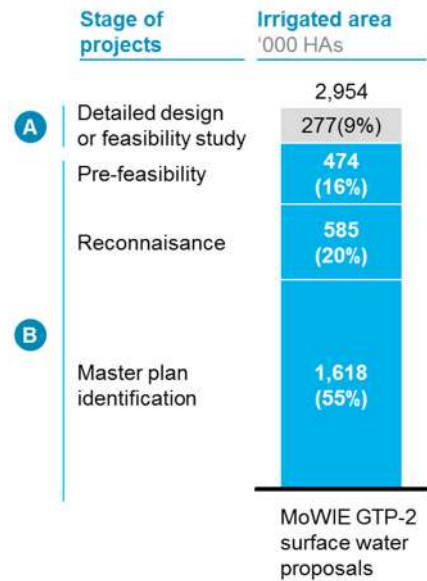 Stage of
projects
Irrigated area
‘000 HAs
2,954
A
Detailed design
or feasibility study
277(9%)
Pre-feasibility
474
(16%)
Reconnaisance
585
(20%)
B
Master plan
identification
1,618
(55%)
MoWIE GTP-2
surface water
proposals